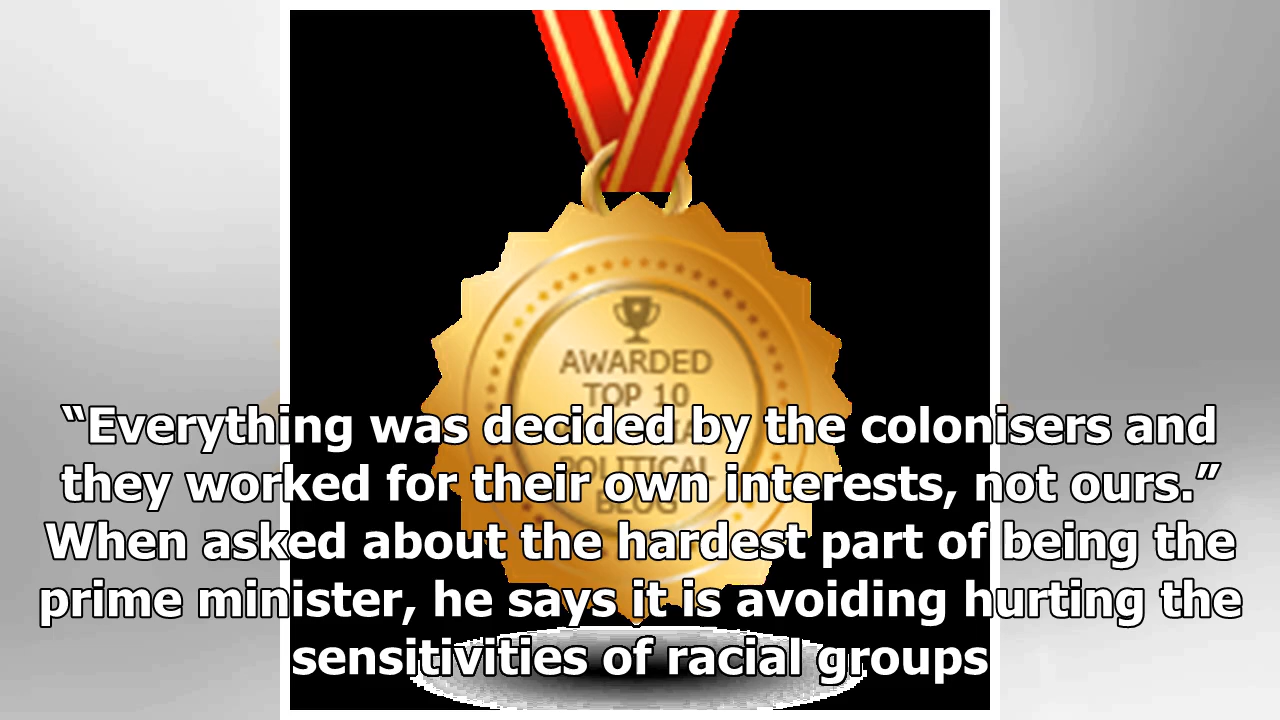 AWARDED
TOP 10
POLITICAL
BLOG
“Everything was decided by the colonisers and
they worked for their own interests, not ours.”
When asked about the hardest part of being the
prime minister, he says it is avoiding hurting the
sensitivities of racial groups